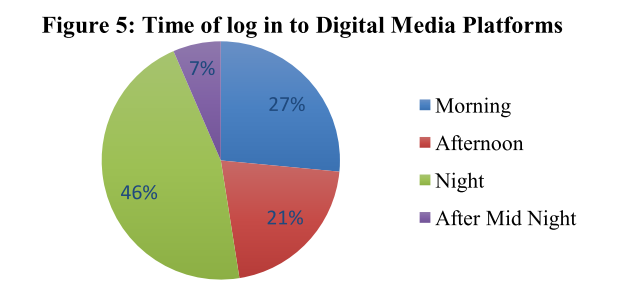 Figure 5: Time of log in to Digital Media Platforms
7%
27%
46%
21%
Morning
Afternoon
Night
After Mid Night